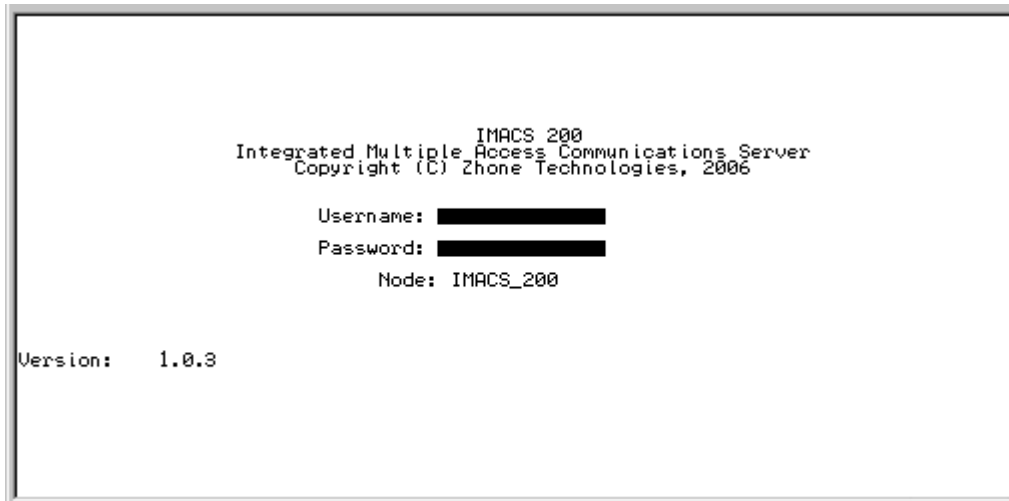 IMACS 200
Integrated Multiple Access Communications Server
Copyright (C) Zhone Technologies, 2006
Username:
Password:
Node: IMACS_200
Version: 1.0.3